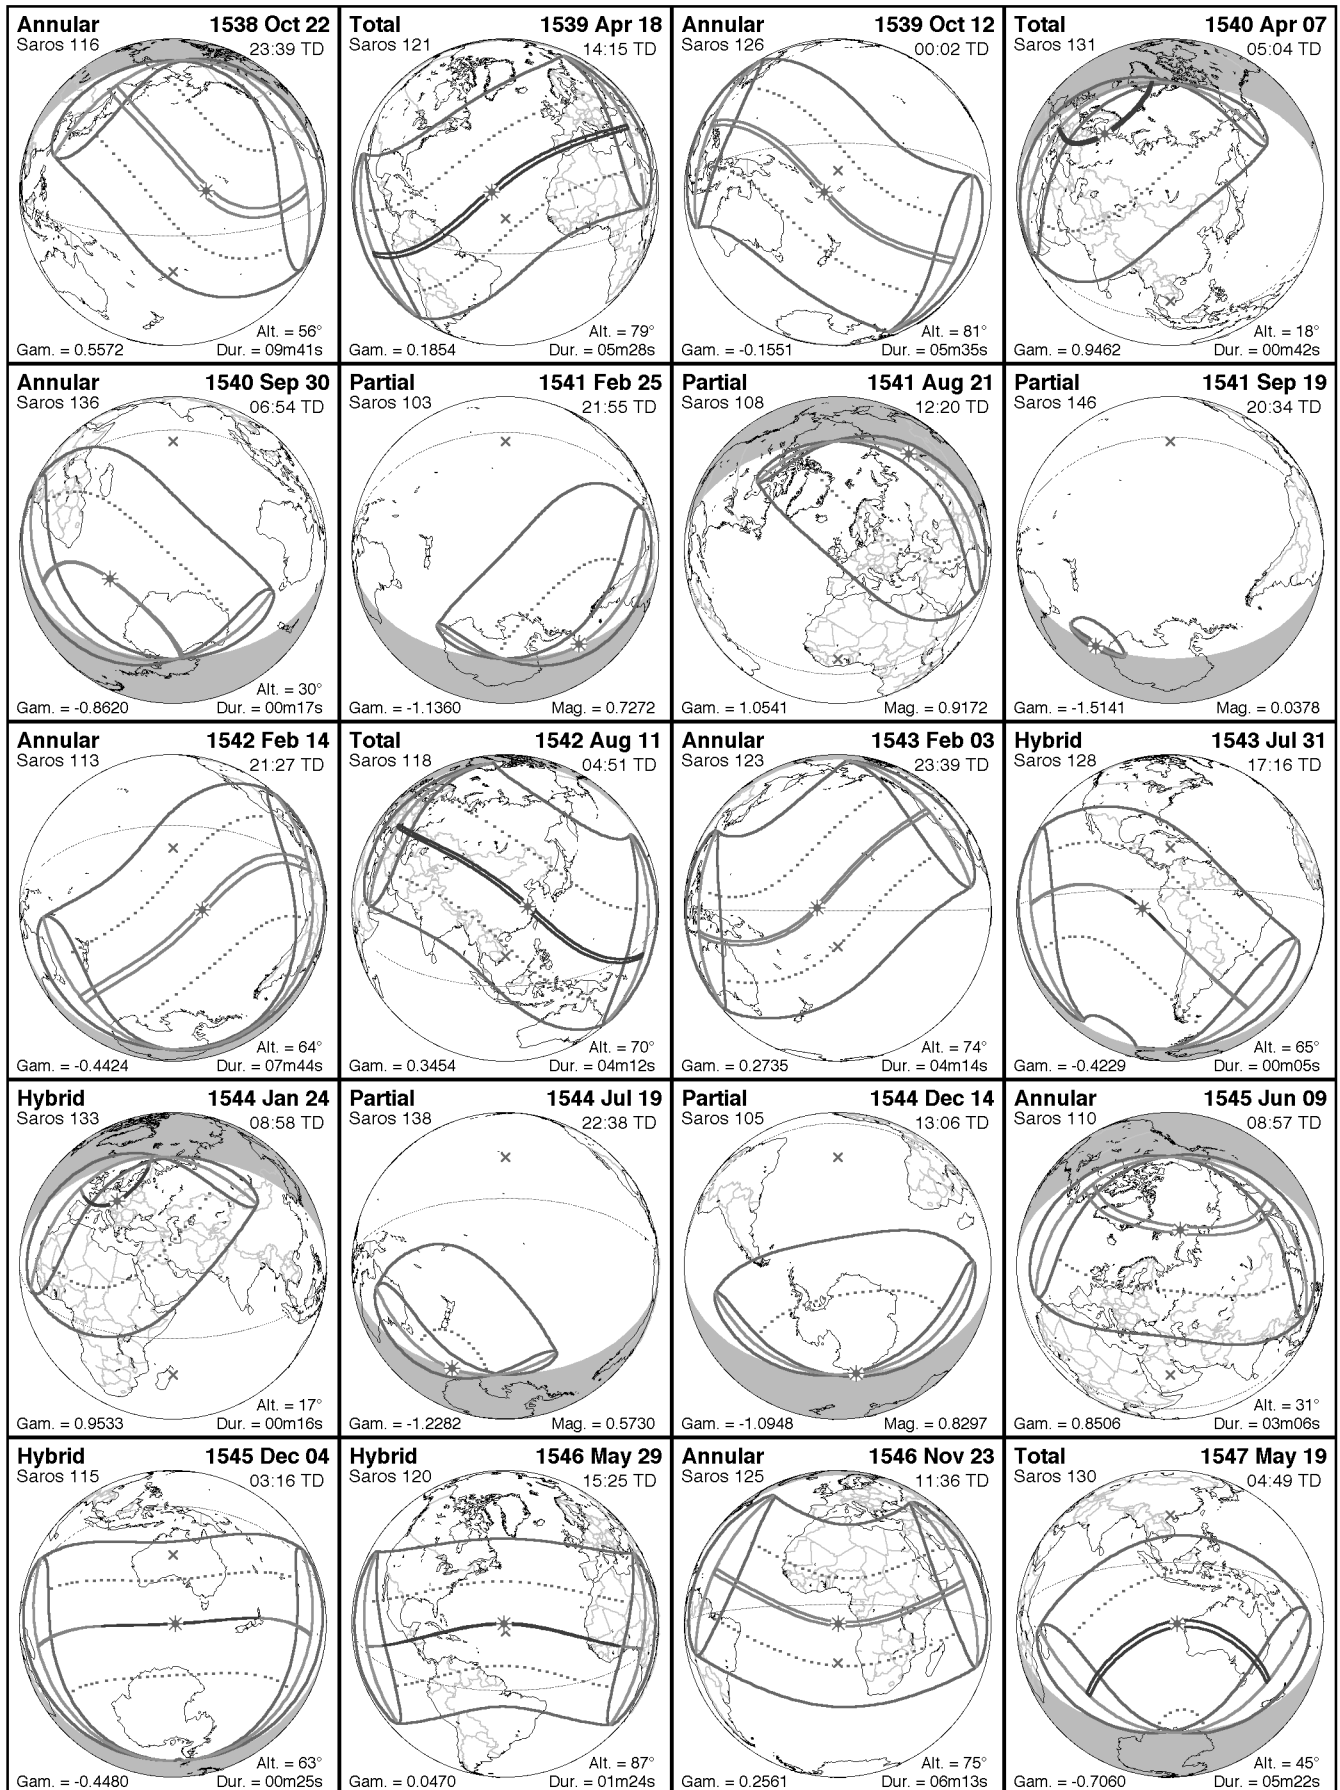 Annular 1538 Oct 22
Saros 116 23:39 TD
Alt. = 56°
Gam. = 0.5572 Dur. = 09m41s
Total 1539 Apr 18
Saros 121 14:15 TD
Alt. = 79°
Gam. = 0.1854 Dur. = 05m28s
Annular 1539 Oct 12
Saros 126 00:02 TD
Alt. = 81°
Gam. = -0.1551 Dur. = 05m35s
Total 1540 Apr 07
Saros 131 05:04 TD
Alt. = 18°
Gam. = 0.9462 Dur. = 00m42s
Annular 1540 Sep 30
Saros 136 06:54 TD
Alt. = 30°
Gam. = -0.8620 Dur. = 00m17s
Partial 1541 Feb 25
Saros 103 21:55 TD
Gam. = -1.1360 Mag. = 0.7272
Partial 1541 Aug 21
Saros 108 12:20 TD
Gam. = 1.0541 Mag. = 0.9172
Partial 1541 Sep 19
Saros 146 20:34 TD
Gam. = -1.5141 Mag. = 0.0378
Annular 1542 Feb 14
Saros 113 21:27 TD
Alt. = 64°
Gam. = -0.4424 Dur. = 07m44s
Total 1542 Aug 11
Saros 118 04:51 TD
Alt. = 70°
Gam. = 0.3454 Dur. = 04m12s
Annular 1543 Feb 03
Saros 123 23:39 TD
Alt. = 74°
Gam. = 0.2735 Dur. = 04m14s
Hybrid 1543 Jul 31
Saros 128 17:16 TD
Alt. = 65°
Gam. = -0.4229 Dur. = 00m05s
Hybrid 1544 Jan 24
Saros 133 08:58 TD
Alt. = 17°
Gam. = 0.9533 Dur. = 00m16s
Partial 1544 Jul 19
Saros 138 22:38 TD
Gam. = -1.2282 Mag. = 0.5730
Partial 1544 Dec 14
Saros 105 13:06 TD
Gam. = -1.0948 Mag. = 0.8297
Annular 1545 Jun 09
Saros 110 08:57 TD
Alt. = 31°
Gam. = 0.8506 Dur. = 03m06s
Hybrid 1545 Dec 04
Saros 115 03:16 TD
Alt. = 63°
Gam. = -0.4480 Dur. = 00m25s
Hybrid 1546 May 29
Saros 120 15:25 TD
Alt. = 87°
Gam. = 0.0470 Dur. = 01m24s
Annular 1546 Nov 23
Saros 125 11:36 TD
Alt. = 75°
Gam. = 0.2561 Dur. = 06m13s
Total 1547 May 19
Saros 130 04:49 TD
Alt. = 45°
Gam. = -0.7060 Dur. = 05m22s